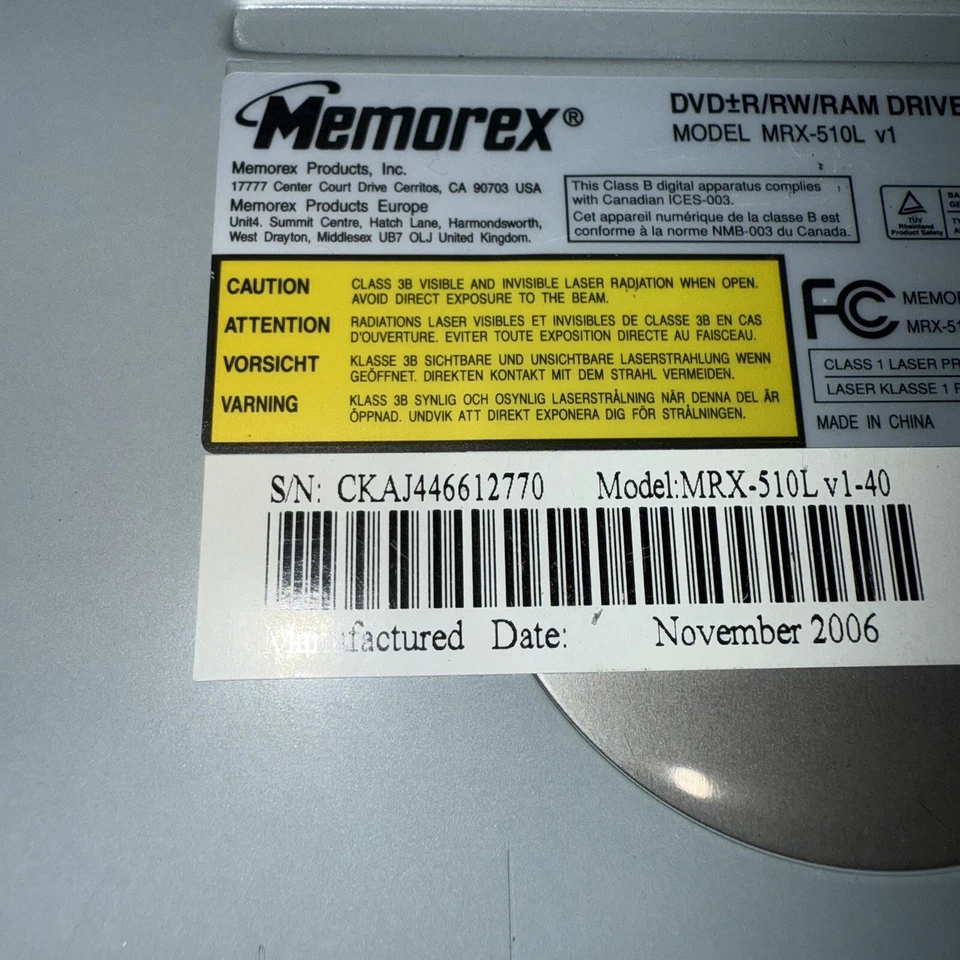 Memorex®
DVD±R/RW/RAM DRIVE
MODEL MRX-510L v1
Memorex Products, Inc.
17777 Center Court Drive Cerritos, CA 90703 USA
Memorex Products Europe
Unit4. Summit Centre, Hatch Lane, Harmondsworth,
West Drayton, Middlesex UB7 OLJ United Kingdom.
This Class B digital apparatus complies
with Canadian ICES-003.
Cet appareil numérique de la classe B est
conforme à la norme NMB-003 du Canada.
TÜV
Rheinland
Product Safety
CAUTION
CLASS 3B VISIBLE AND INVISIBLE LASER RADIATION WHEN OPEN.
AVOID DIRECT EXPOSURE TO THE BEAM.
ATTENTION
RADIATIONS LASER VISIBLES ET INVISIBLES DE CLASSE 3B EN CAS
D'OUVERTURE. EVITER TOUTE EXPOSITION DIRECTE AU FAISCEAU.
VORSICHT
KLASSE 3B SICHTBARE UND UNSICHTBARE LASERSTRAHLUNG WENN
GEÖFFNET. DIREKTEN KONTAKT MIT DEM STRAHL VERMEIDEN.
VARNING
KLASS 3B SYNLIG OCH OSYNLIG LASERSTRÅLNING NÄR DENNA DEL ÄR
ÖPPNAD. UNDVIK ATT DIREKT EXPONERA DIG FÖR STRÅLNINGEN.
FC
MEMOR
MRX-51
CLASS 1 LASER PR
LASER KLASSE 1 P
MADE IN CHINA
S/N: CKAJ446612770 Model:MRX-510L v1-40
Manufactured Date: November 2006